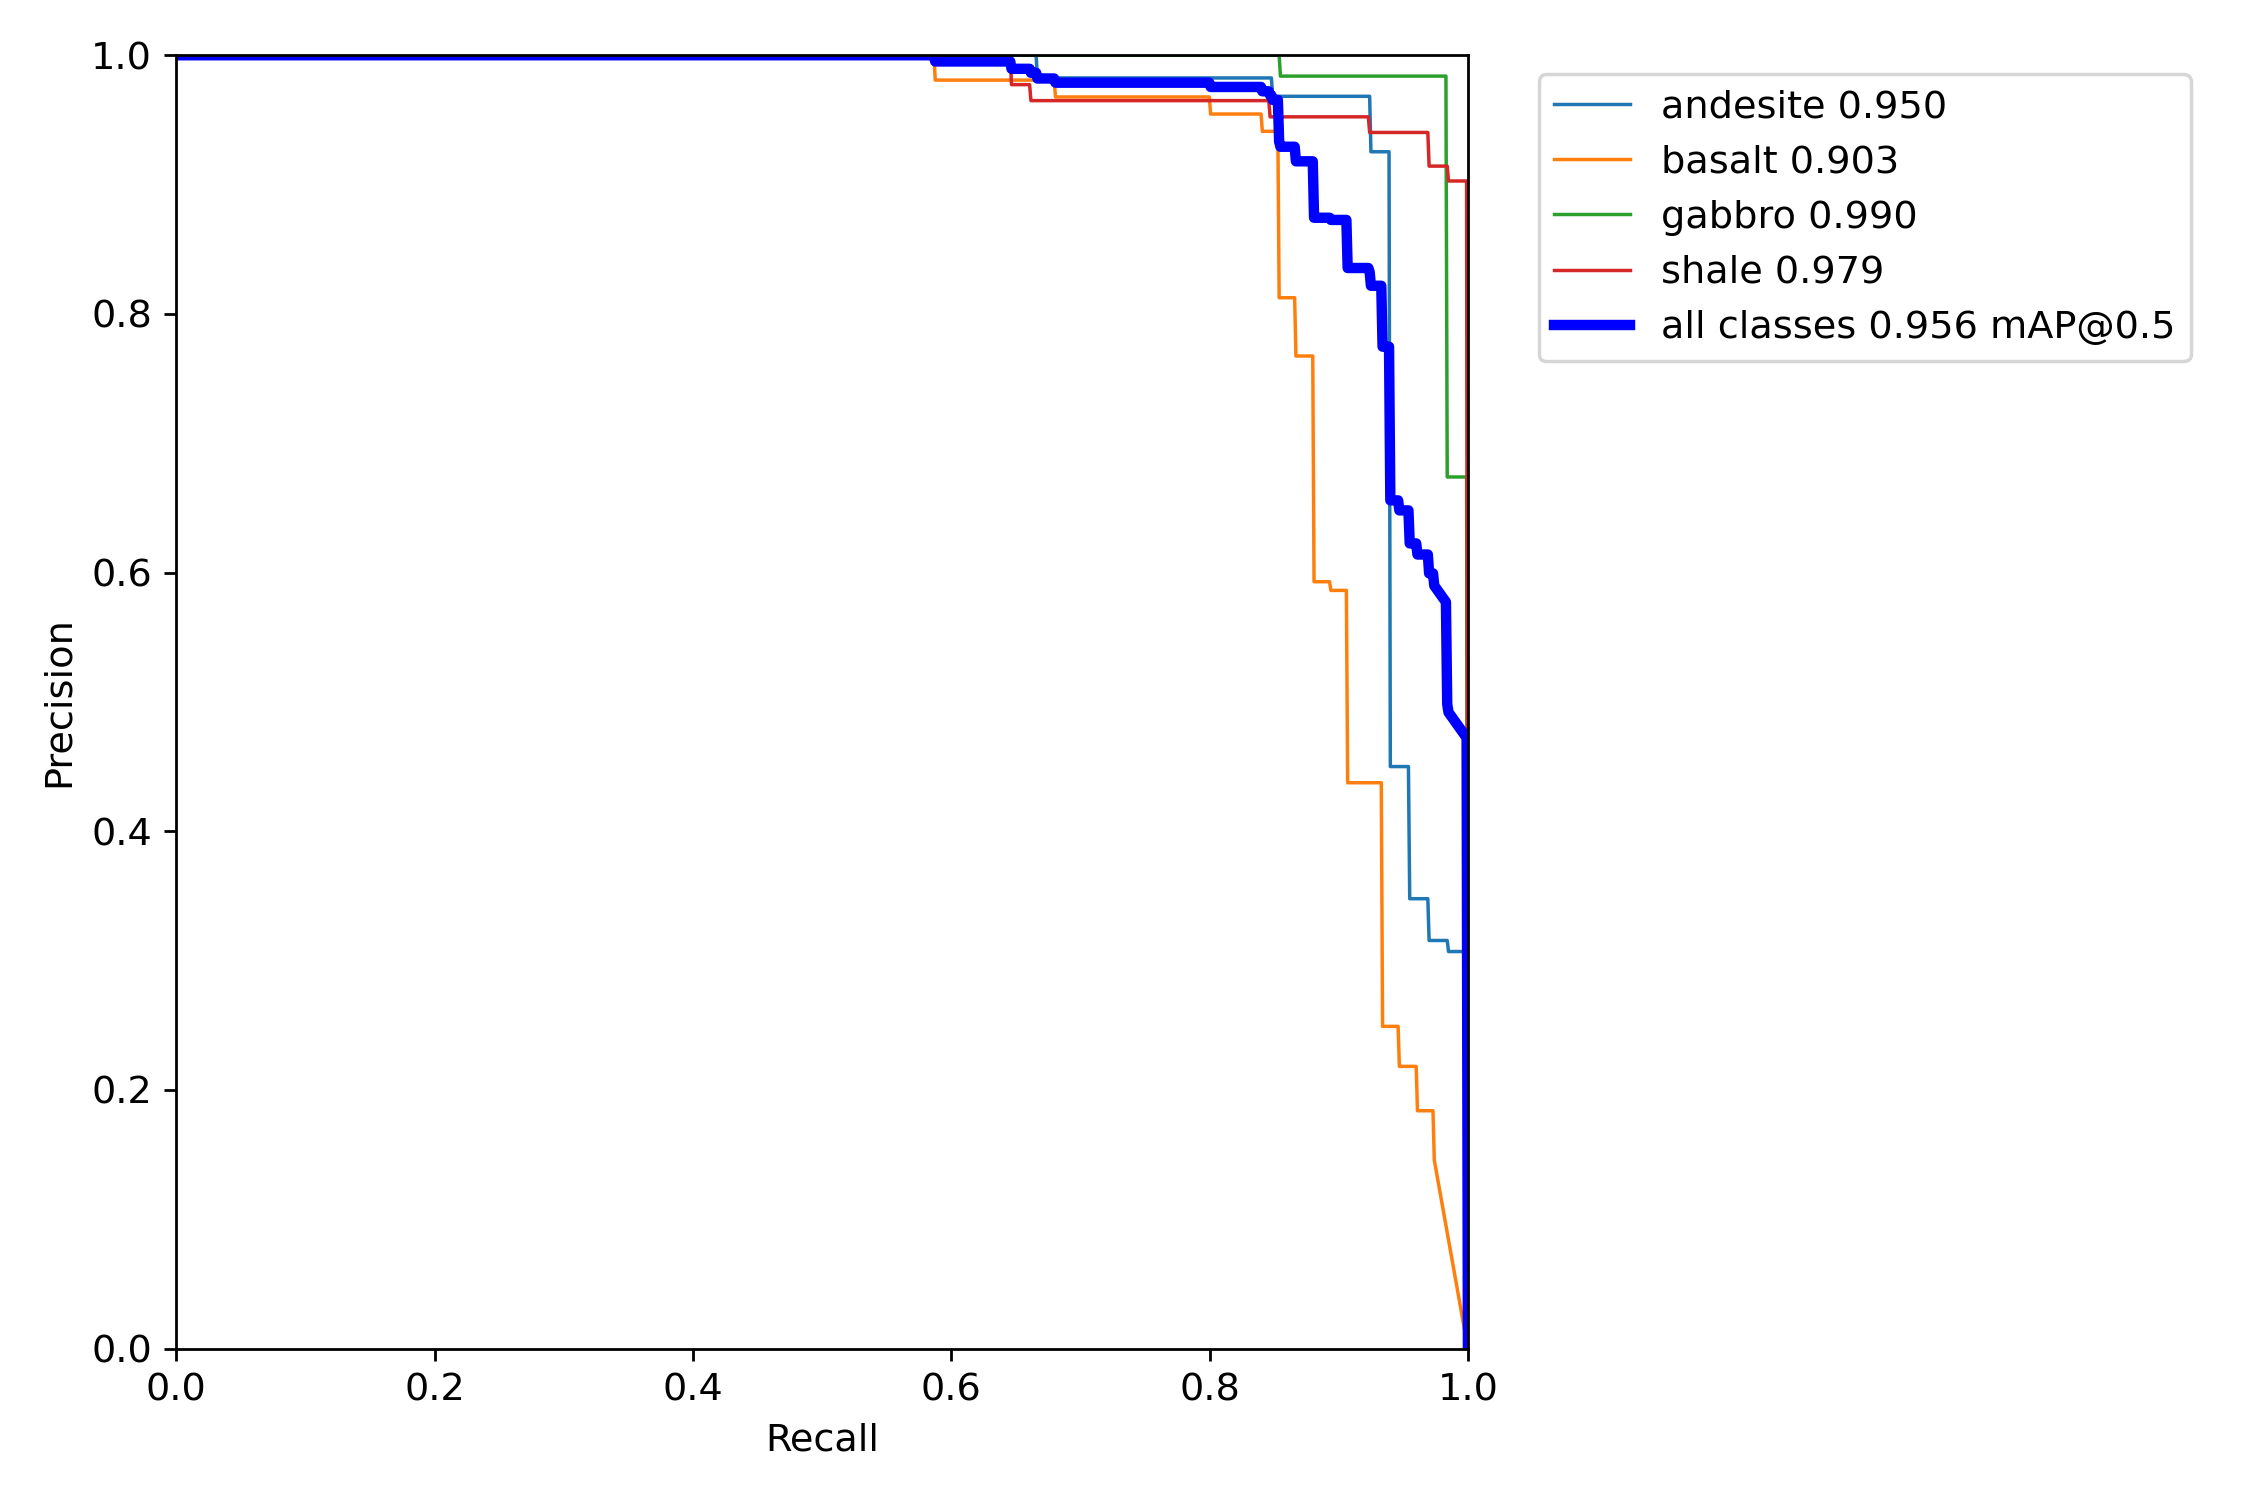 1.0
0.8
0.6
0.4
0.2
0.0
Precision
0.0 0.2 0.4 0.6 0.8 1.0
Recall
andesite 0.950
basalt 0.903
gabbro 0.990
shale 0.979
all classes 0.956 mAP@0.5